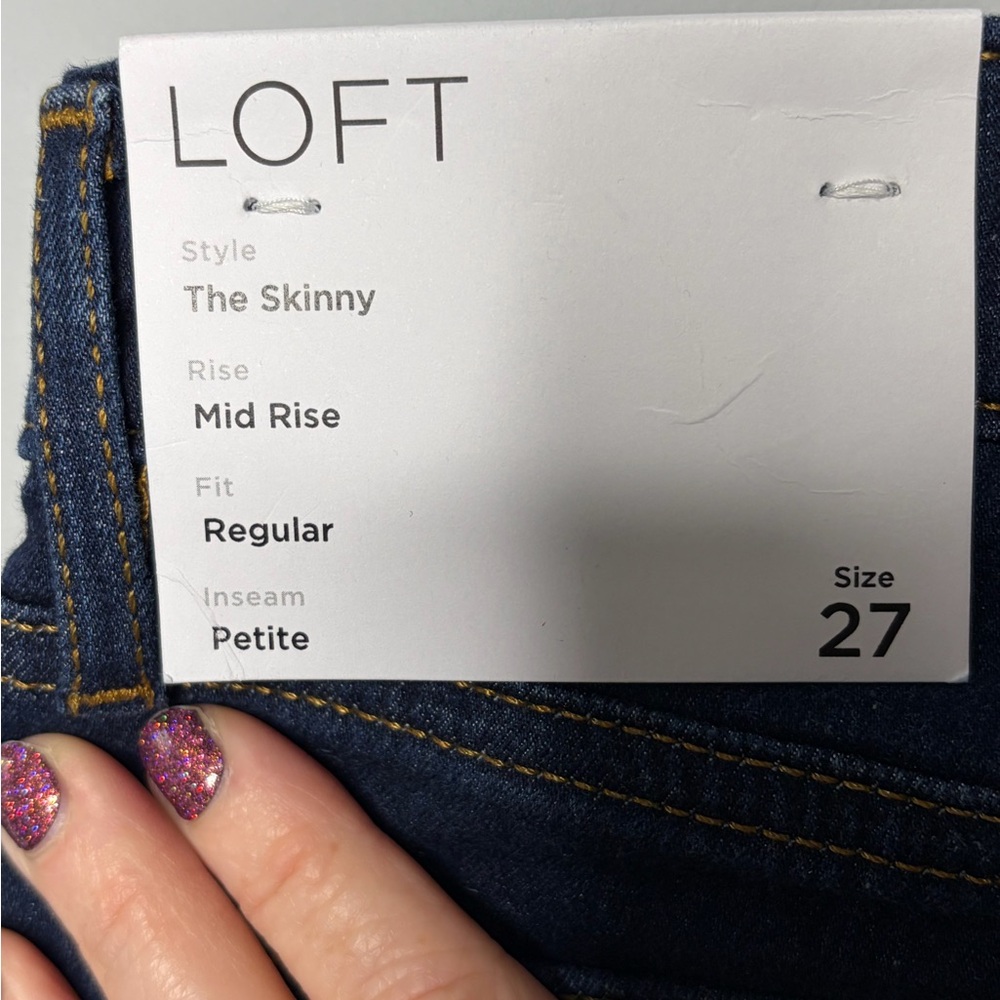 LOFT
Style
The Skinny
Rise
Mid Rise
Fit
Regular
Inseam
Petite
Size
27